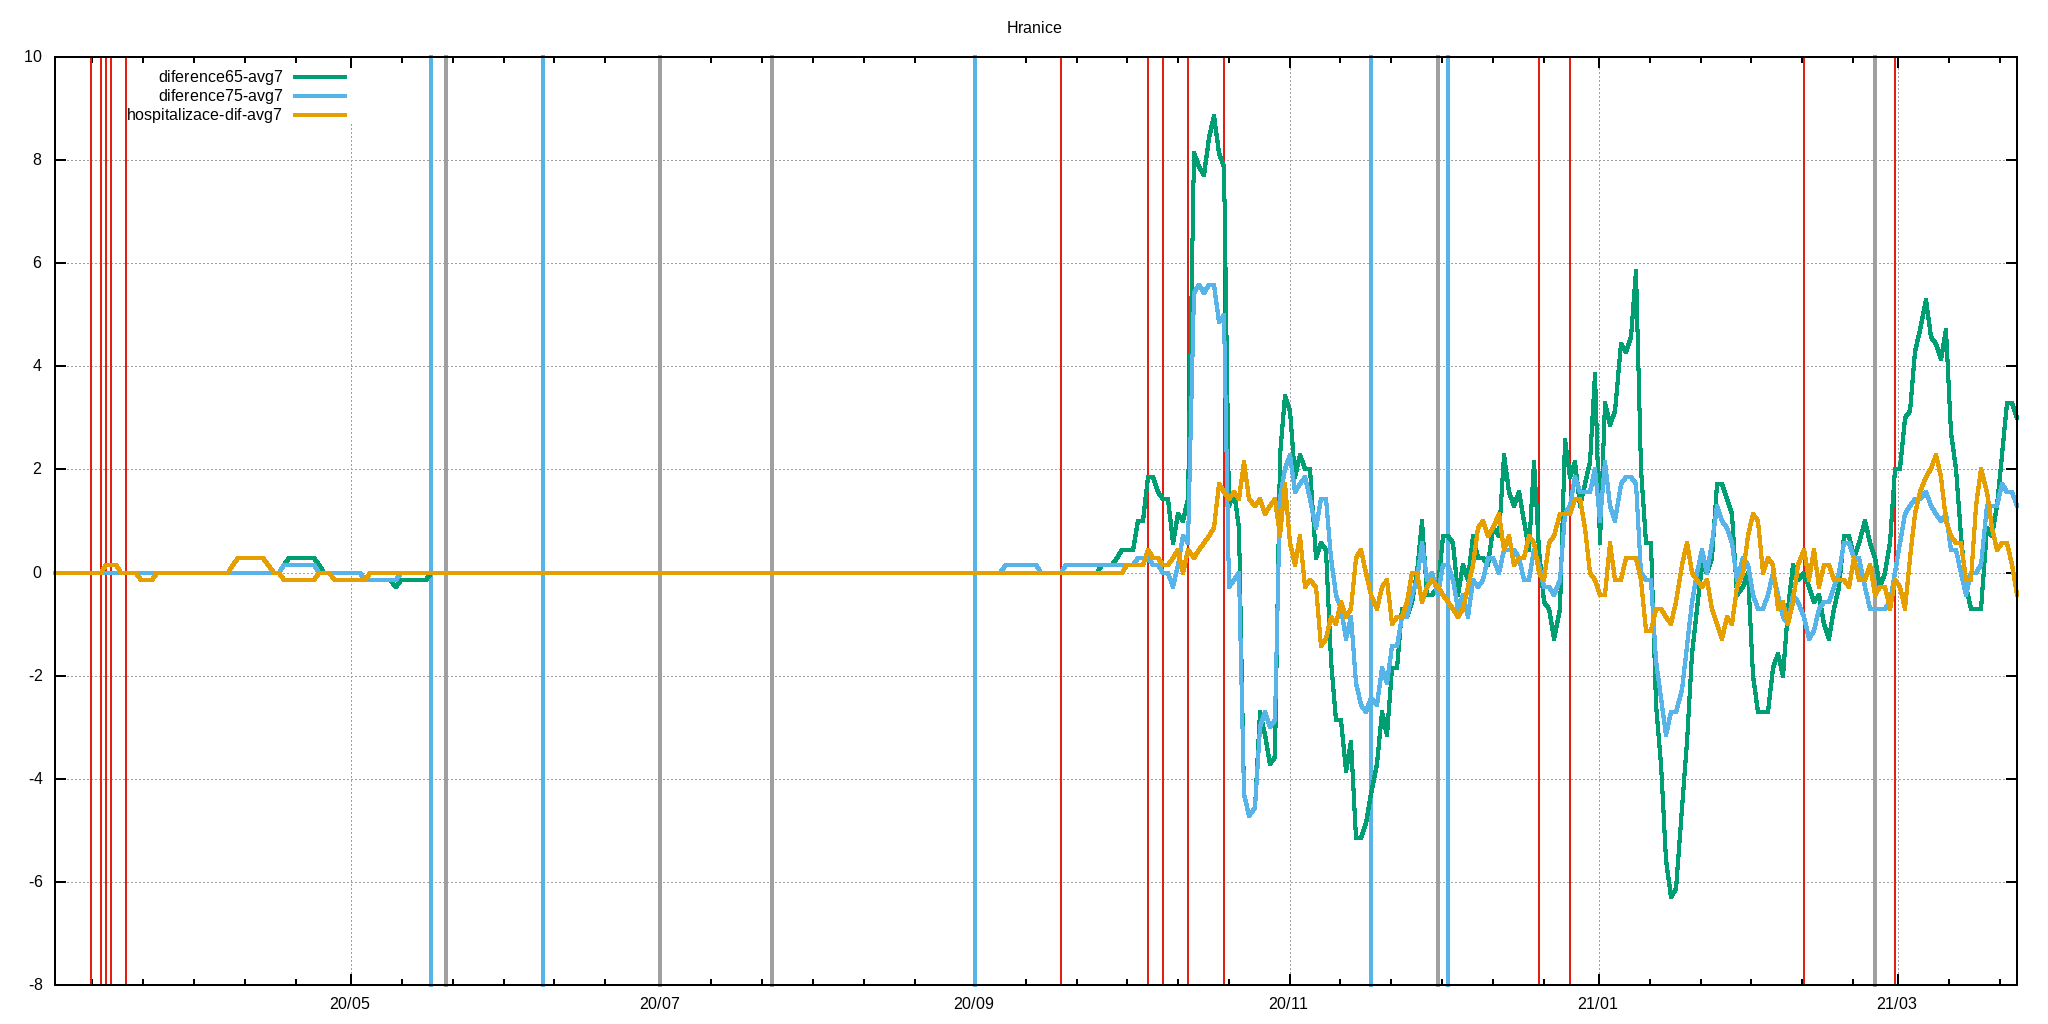 Hranice
10
diference65-avg7
diference75-avg7
hospitalizace-dif-avg7
8
6
4
2
0
-2
-4
-6
-8
20/05 20/07 20/09 20/11 21/01 21/03